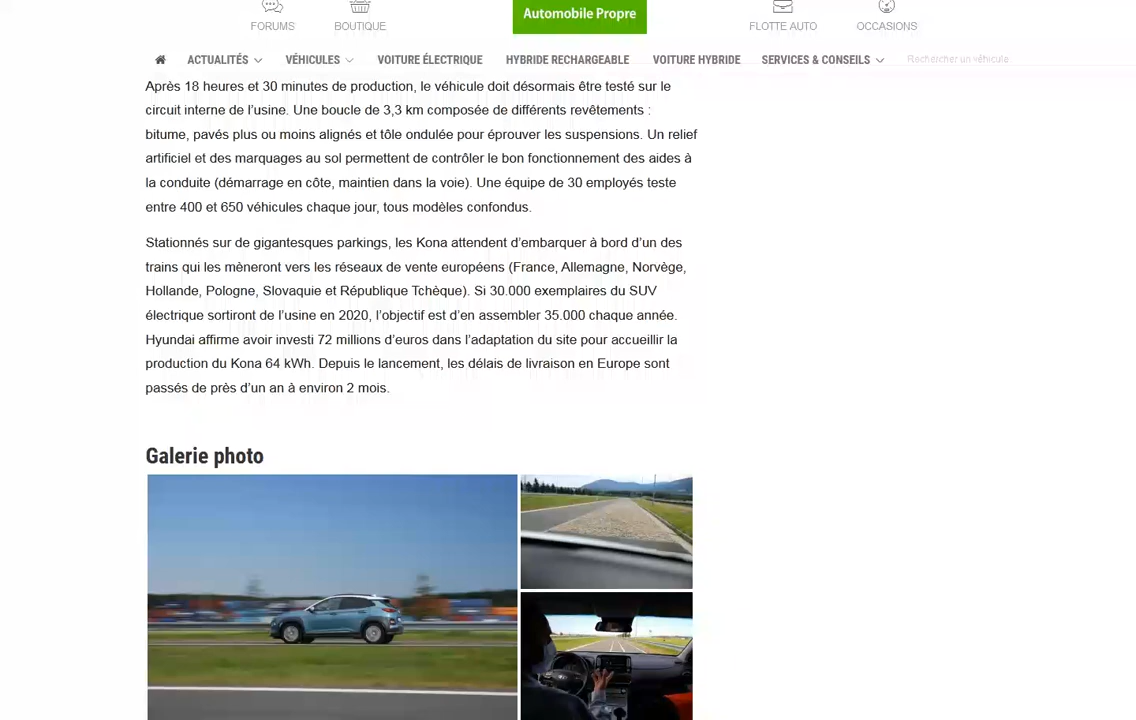 FORUMS
BOUTIQUE
Automobile Propre
FLOTTE AUTO
OCCASIONS
ACTUALITÉS
VÉHICULES
VOITURE ÉLECTRIQUE
HYBRIDE RECHARGEABLE
VOITURE HYBRIDE
SERVICES & CONSEILS
Rechercher un véhicule
Après 18 heures et 30 minutes de production, le véhicule doit désormais être testé sur le
circuit interne de l’usine. Une boucle de 3,3 km composée de différents revêtements :
bitume, pavés plus ou moins alignés et tôle ondulée pour éprouver les suspensions. Un relief
artificiel et des marquages au sol permettent de contrôler le bon fonctionnement des aides à
la conduite (démarrage en côte, maintien dans la voie). Une équipe de 30 employés teste
entre 400 et 650 véhicules chaque jour, tous modèles confondus.
Stationnés sur de gigantesques parkings, les Kona attendent d’embarquer à bord d’un des
trains qui les mèneront vers les réseaux de vente européens (France, Allemagne, Norvège,
Hollande, Pologne, Slovaquie et République Tchèque). Si 30.000 exemplaires du SUV
électrique sortiront de l’usine en 2020, l’objectif est d’en assembler 35.000 chaque année.
Hyundai affirme avoir investi 72 millions d’euros dans l’adaptation du site pour accueillir la
production du Kona 64 kWh. Depuis le lancement, les délais de livraison en Europe sont
passés de près d’un an à environ 2 mois.
Galerie photo